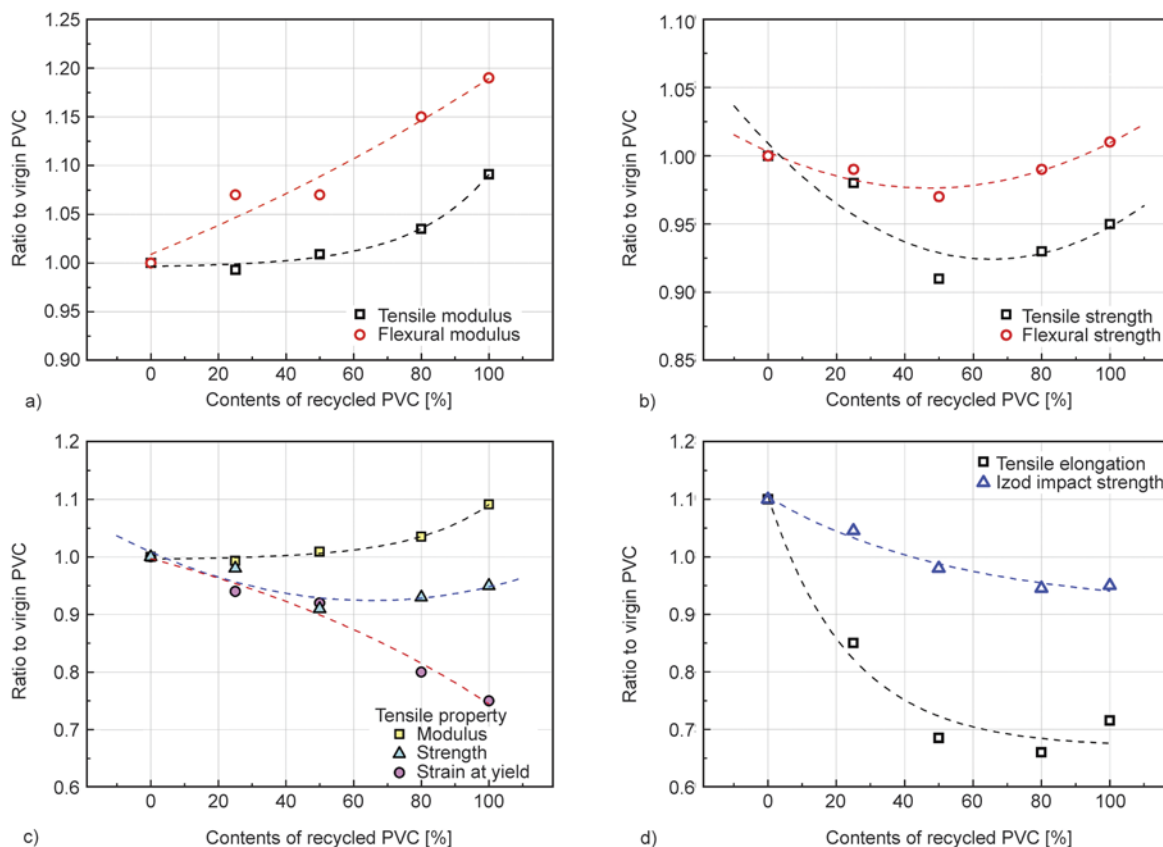 1.25
1.20
1.15
1.10
1.05
1.00
0.95
0.90
Ratio to virgin PVC
Tensile modulus
Flexural modulus
0 20 40 60 80 100
Contents of recycled PVC [%]
a)
1.10
1.05
1.00
0.95
0.90
0.85
Ratio to virgin PVC
Tensile strength
Flexural strength
0 20 40 60 80 100
Contents of recycled PVC [%]
b)
1.2
1.1
1.0
0.9
0.8
0.7
0.6
Ratio to virgin PVC
Tensile property
Modulus
Strength
Strain at yield
0 20 40 60 80 100
Contents of recycled PVC [%]
c)
1.2
1.1
1.0
0.9
0.8
0.7
0.6
Ratio to virgin PVC
Tensile elongation
Izod impact strength
0 20 40 60 80 100
Contents of recycled PVC [%]
d)